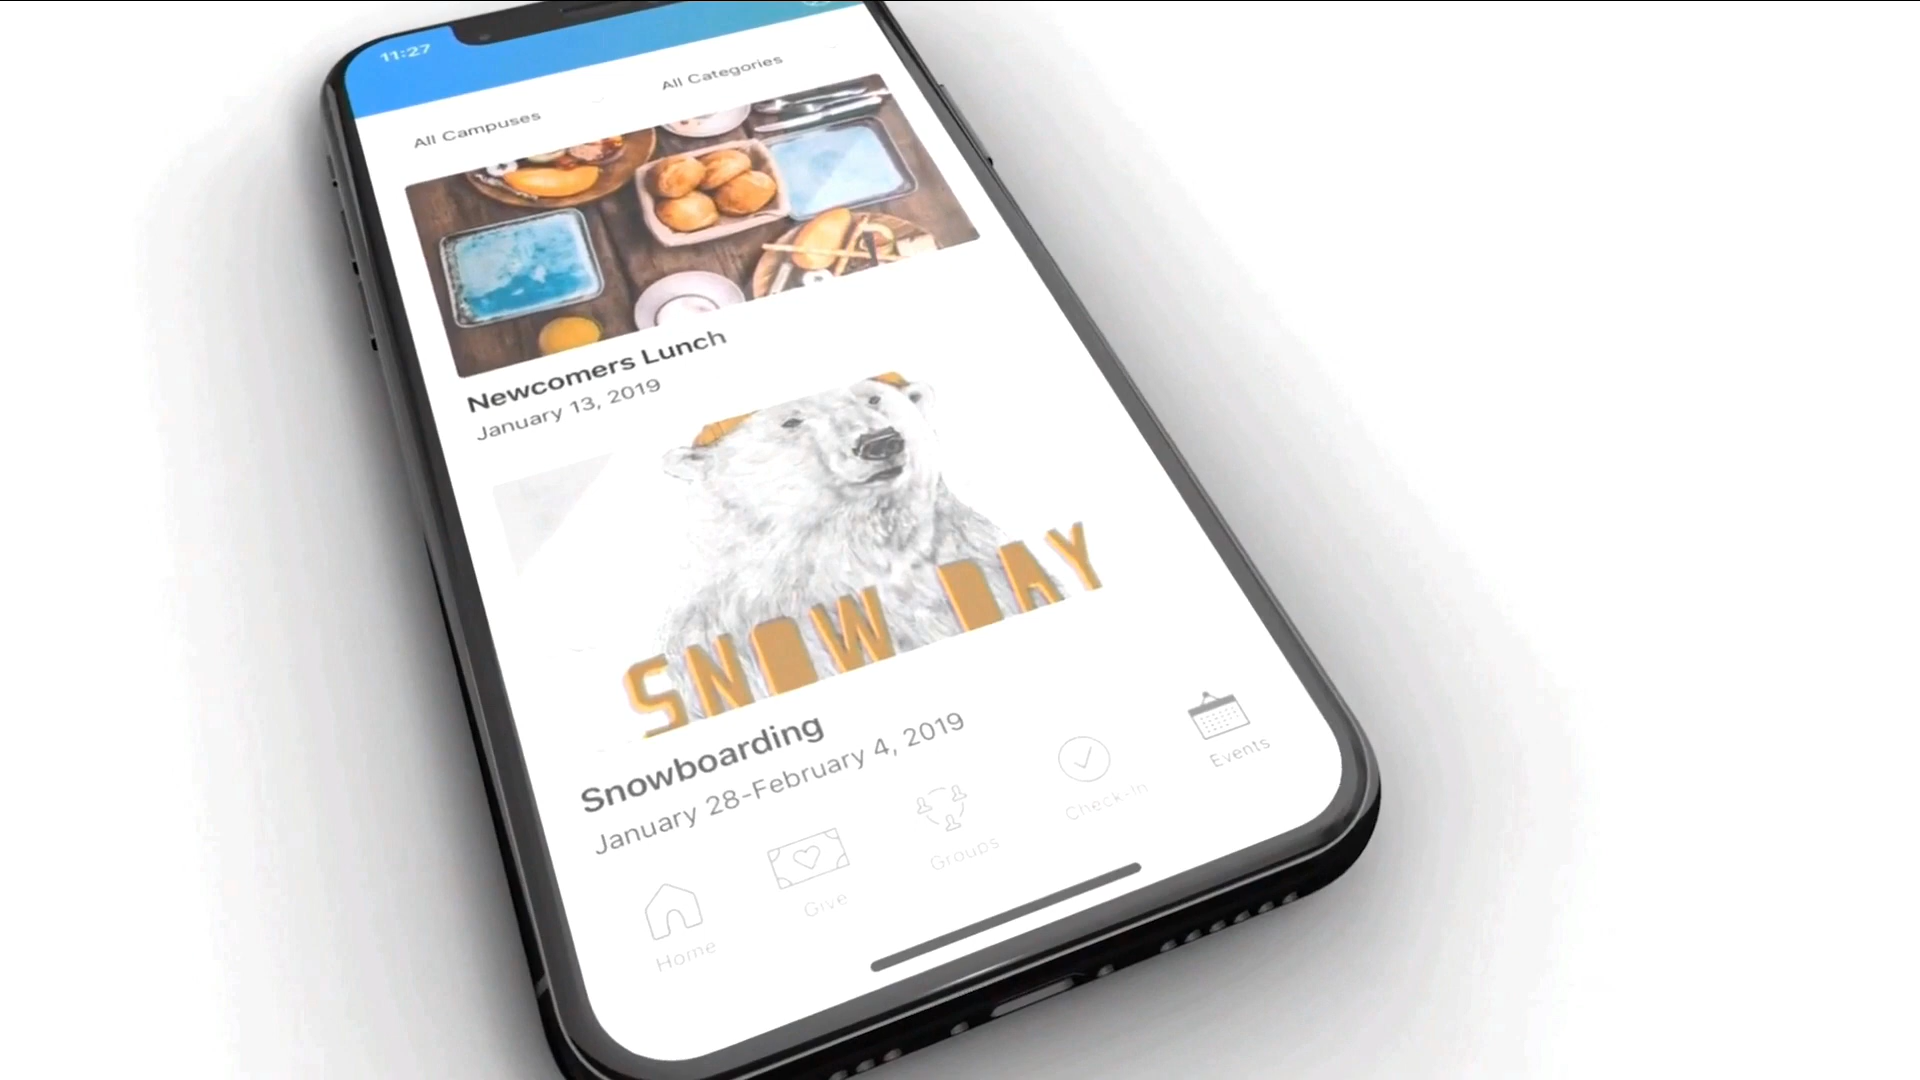 11:27
All Campuses
All Categories
Newcomers Lunch
January 13, 2019
SNOW DAY
Snowboarding
January 28-February 4, 2019
Home
Give
Groups
Check-In
Events